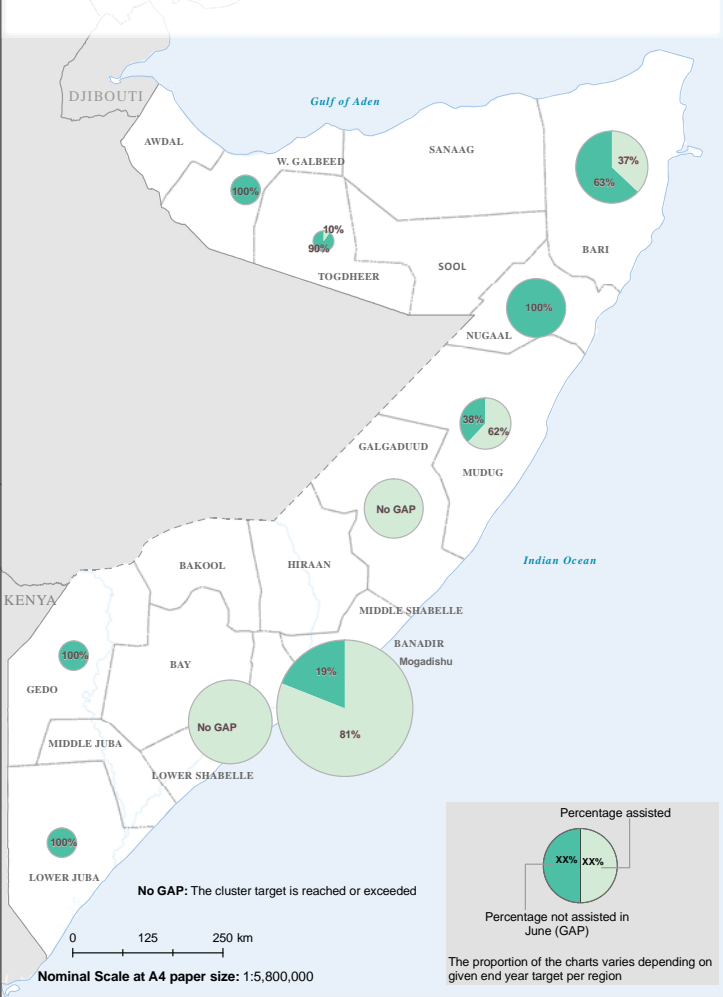 DJIBOUTI
Gulf of Aden
AWDAL
W. GALBEED
SANAAG
37%
63%
100%
10%
90%
BARI
SOOL
TOGDHEER
100%
NUGAAL
38%
62%
GALGADUUD
MUDUG
No GAP
Indian Ocean
BAKOOL
HIRAAN
KENYA
MIDDLE SHABELLE
BANADIR
Mogadishu
100%
BAY
19%
GEDO
No GAP
81%
MIDDLE JUBA
LOWER SHABELLE
100%
LOWER JUBA
Percentage assisted
XX% XX%
Percentage not assisted in
June (GAP)
The proportion of the charts varies depending on
given end year target per region
No GAP: The cluster target is reached or exceeded
0 125 250 km
Nominal Scale at A4 paper size: 1:5,800,000